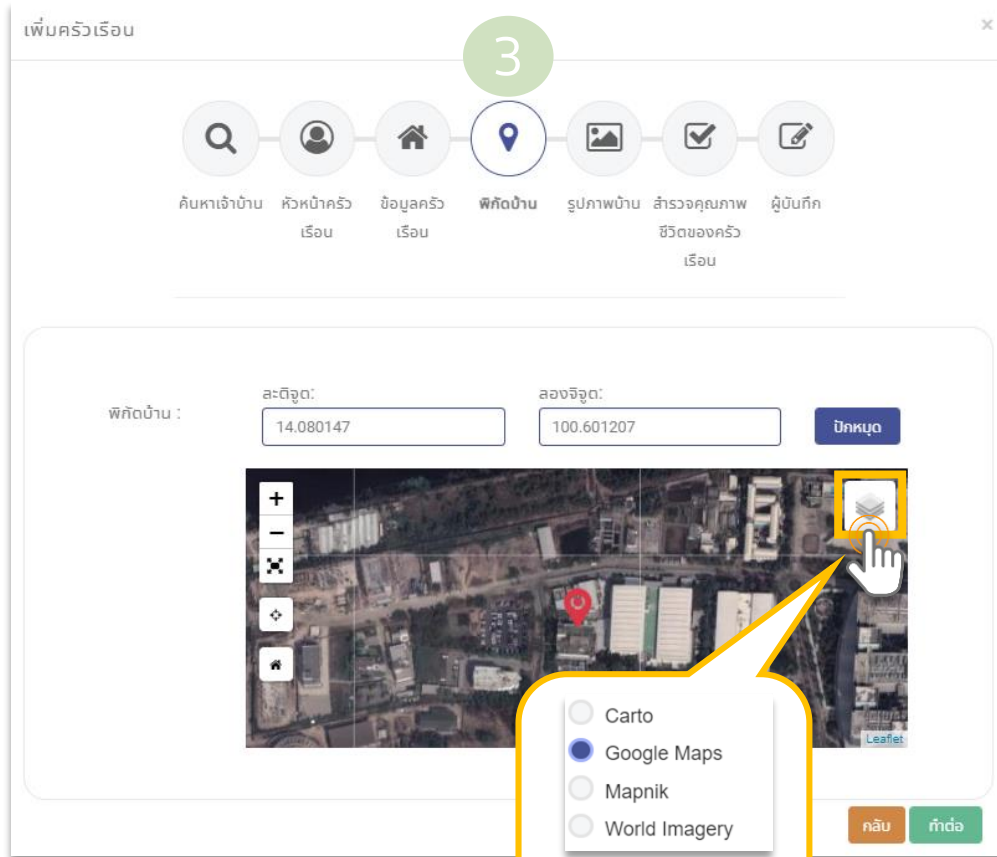 เพิ่มครัวเรือน
×
3
ค้นหาเจ้าบ้าน
หัวหน้าครัว
เรือน
ข้อมูลครัว
เรือน
พิกัดบ้าน
รูปภาพบ้าน
สำรวจคุณภาพ
ชีวิตของครัว
เรือน
ผู้บันทึก
พิกัดบ้าน :
ละติจูด:
14.080147
ลองจิจูด:
100.601207
ปักหมุด
+
−
Leaflet
Carto
Google Maps
Mapnik
World Imagery
กลับ
ทำต่อ